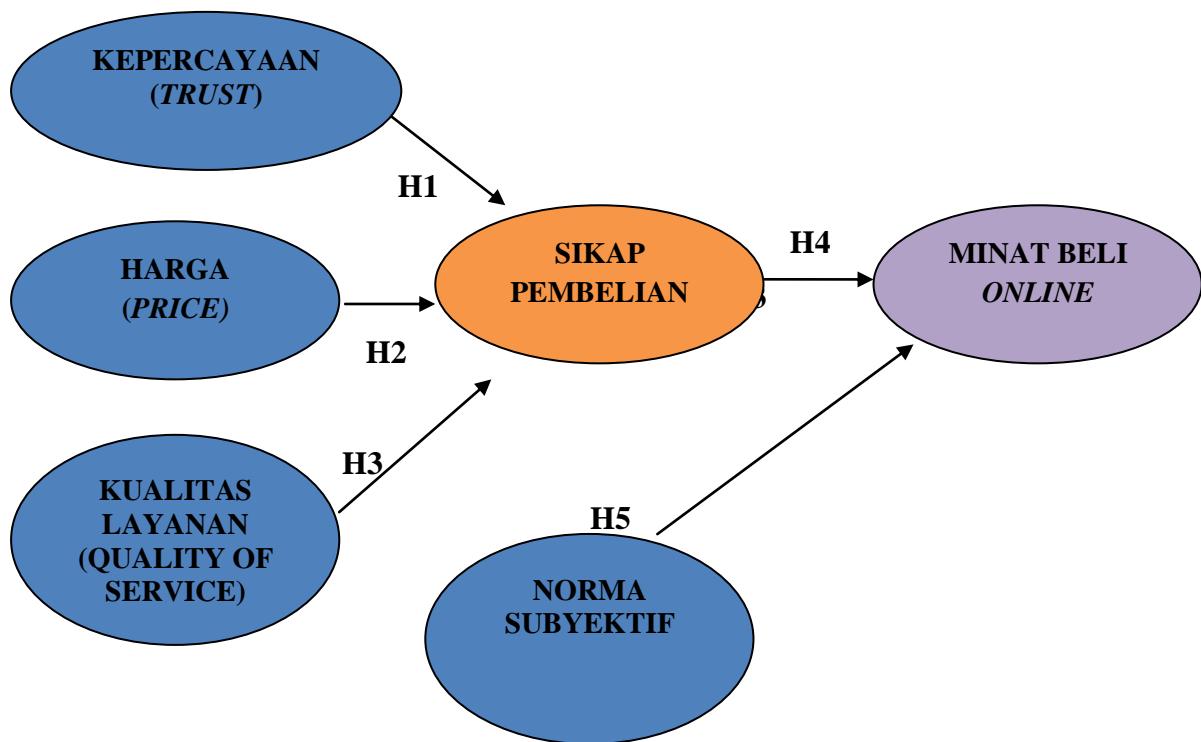 KEPERCAYAAN
(TRUST)
H1
HARGA
(PRICE)
H2
KUALITAS
LAYANAN
(QUALITY OF
SERVICE)
H3
SIKAP
PEMBELIAN
H4
MINAT BELI
ONLINE
H5
NORMA
SUBYEKTIF